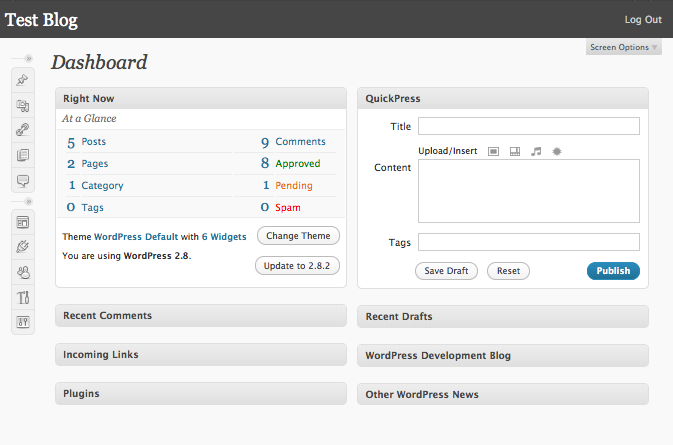 Test Blog
Log Out
Screen Options
Dashboard
Right Now
At a Glance
5 Posts 9 Comments
2 Pages 8 Approved
1 Category 1 Pending
0 Tags 0 Spam
Theme WordPress Default with 6 Widgets
Change Theme
You are using WordPress 2.8.
Update to 2.8.2
QuickPress
Title
Upload/Insert
Content
Tags
Save Draft
Reset
Publish
Recent Comments
Recent Drafts
Incoming Links
WordPress Development Blog
Plugins
Other WordPress News